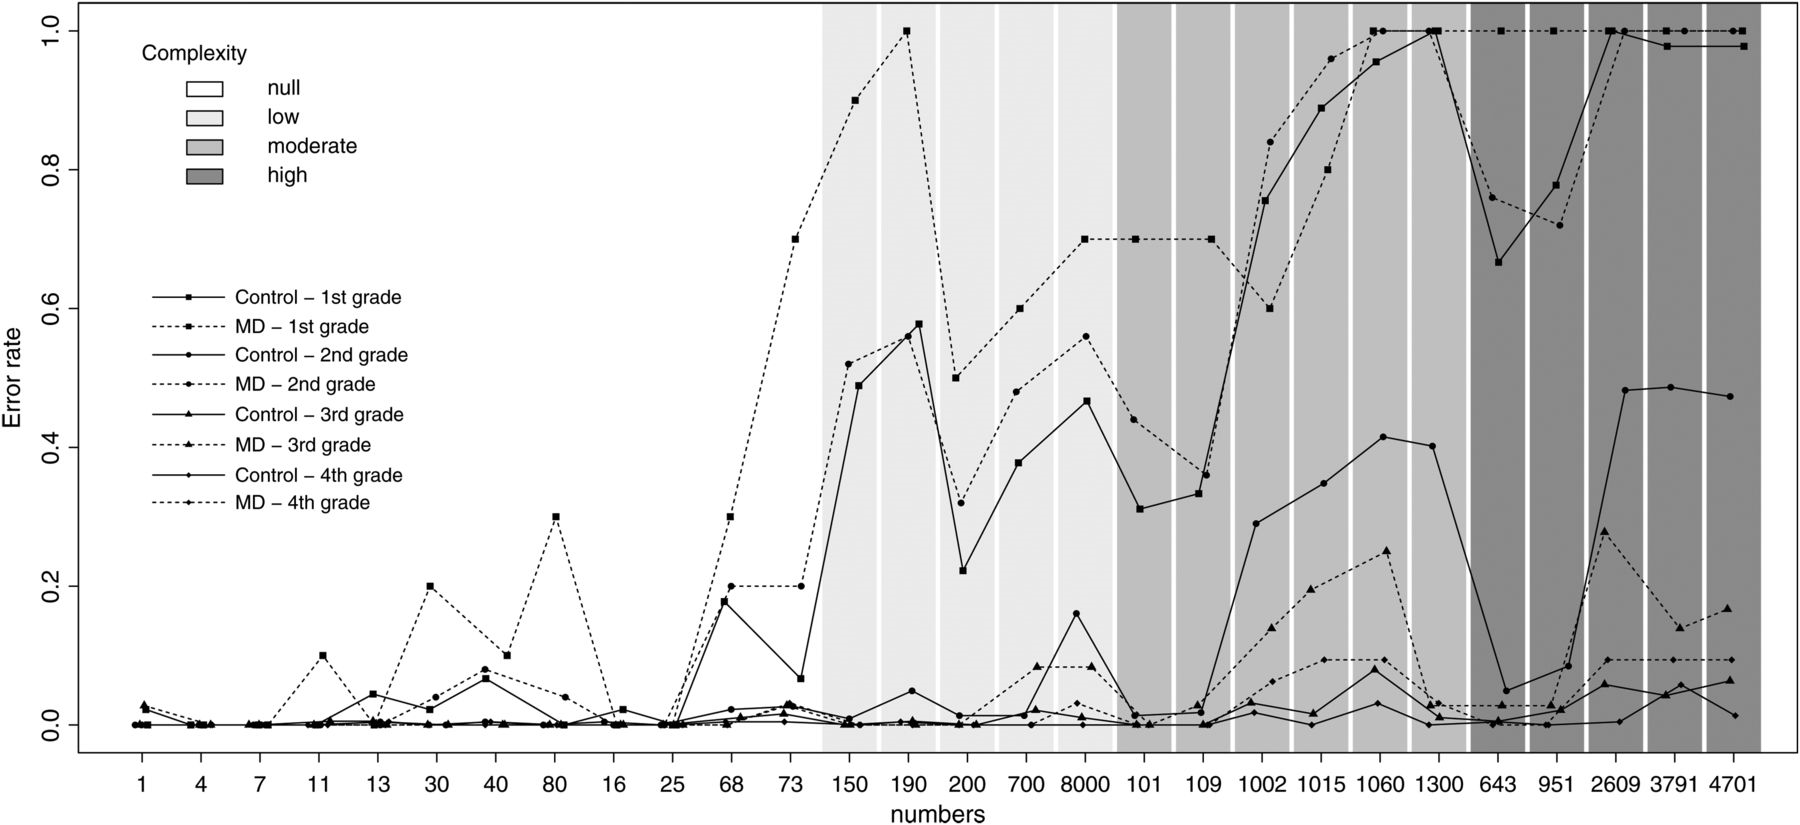 Complexity
null
low
moderate
high
Control – 1st grade
MD – 1st grade
Control – 2nd grade
MD – 2nd grade
Control – 3rd grade
MD – 3rd grade
Control – 4th grade
MD – 4th grade
Error rate
1.0
0.8
0.6
0.4
0.2
0.0
1 4 7 11 13 30 40 80 16 25 68 73 150 190 200 700 8000 101 109 1002 1015 1060 1300 643 951 2609 3791 4701
numbers